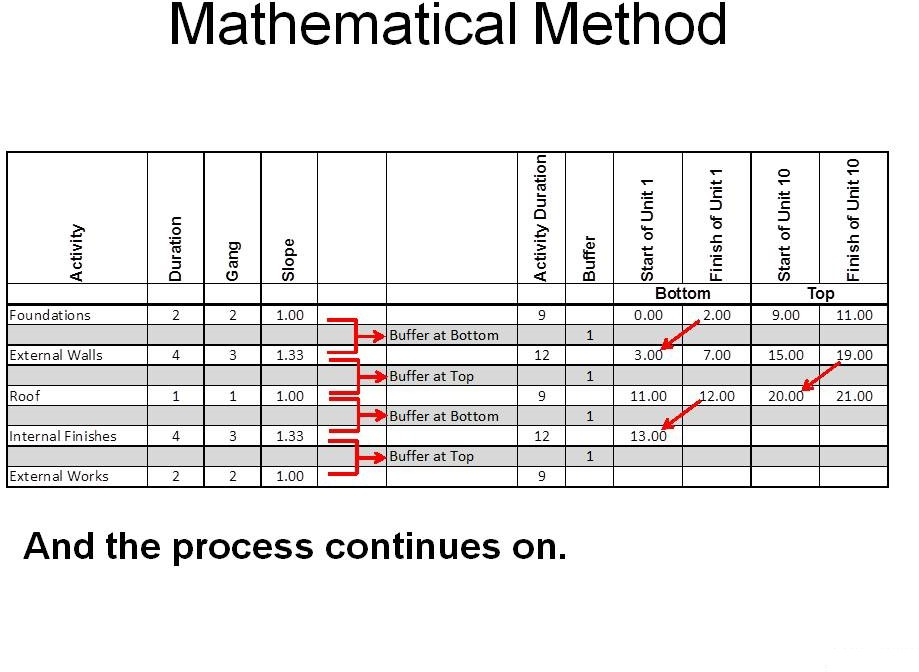 Mathematical Method
Activity Duration Gang Slope Activity Duration Buffer Start of Unit 1 Finish of Unit 1 Start of Unit 10 Finish of Unit 10
Bottom Top
Foundations 2 2 1.00 9 0.00 2.00 9.00 11.00
Buffer at Bottom 1
External Walls 4 3 1.33 12 3.00 7.00 15.00 19.00
Buffer at Top 1
Roof 1 1 1.00 9 11.00 12.00 20.00 21.00
Buffer at Bottom 1
Internal Finishes 4 3 1.33 12 13.00
Buffer at Top 1
External Works 2 2 1.00 9
And the process continues on.